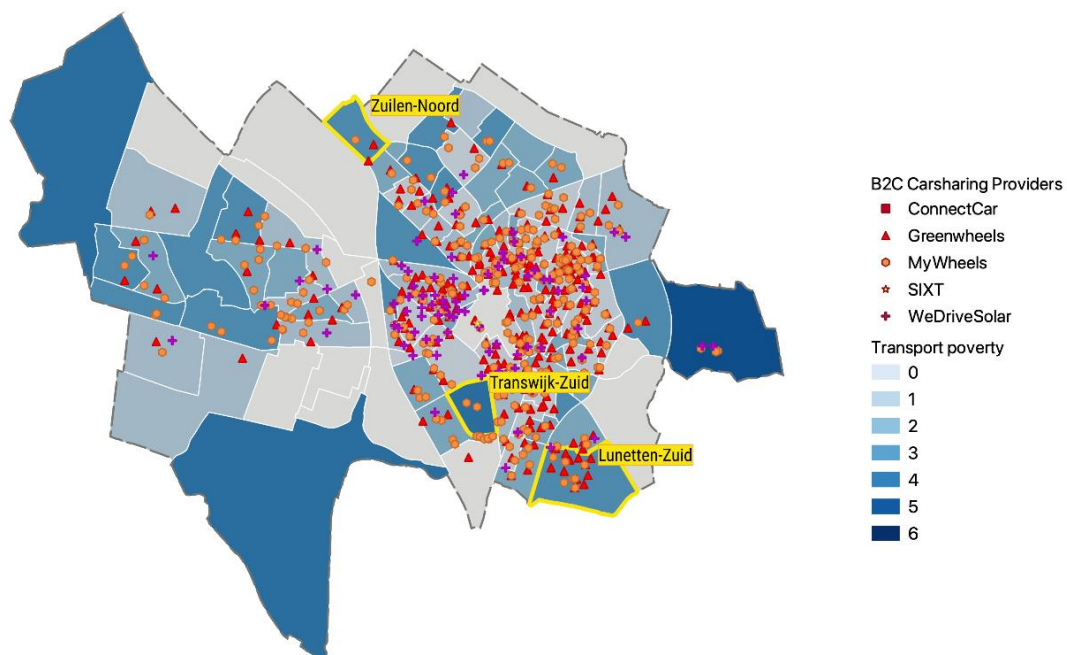 Zuilen-Noord
Transwijk-Zuid
Lunetten-Zuid
B2C Carsharing Providers
ConnectCar
Greenwheels
MyWheels
SIXT
WeDriveSolar
Transport poverty
0
1
2
3
4
5
6